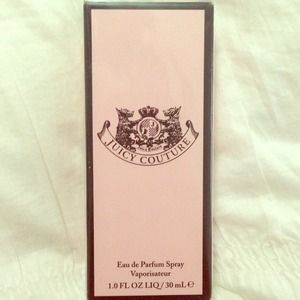 JUICY COUTURE
Eau de Parfum Spray
Vaporisateur
1.0 FL OZ LIQ / 30 mL ℮